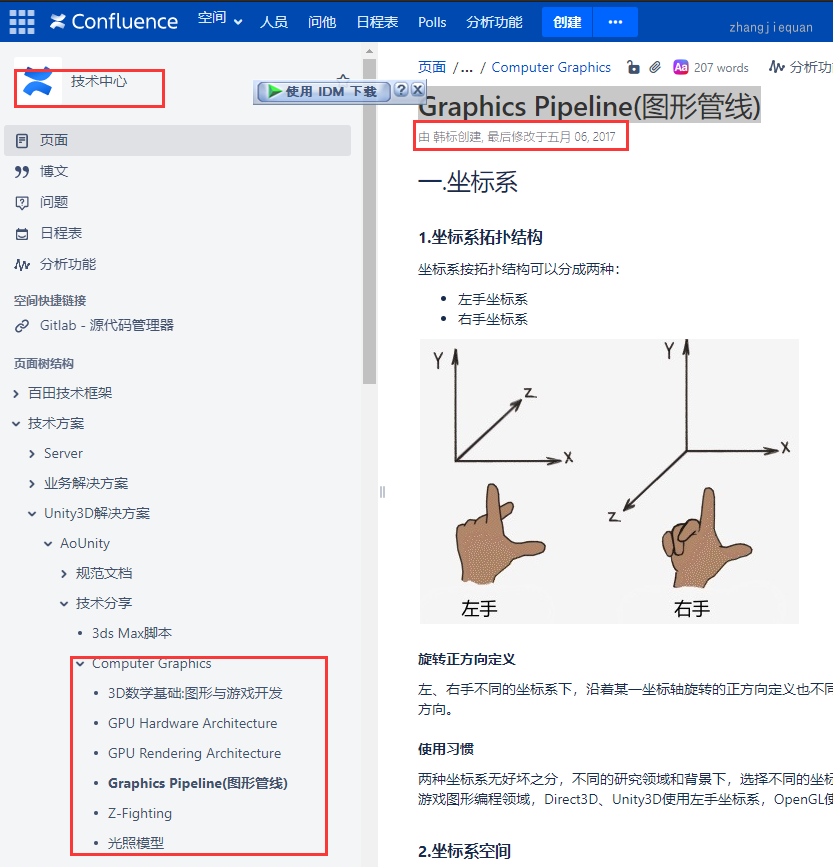 Confluence 空间 人员 问他 日程表 Polls 分析功能 创建 ··· zhangjiequan
技术中心
页面
博文
问题
日程表
分析功能
空间快捷链接
Gitlab - 源代码管理器
页面树结构
百田技术框架
技术方案
Server
业务解决方案
Unity3D解决方案
AoUnity
规范文档
技术分享
3ds Max脚本
Computer Graphics
3D数学基础:图形与游戏开发
GPU Hardware Architecture
GPU Rendering Architecture
Graphics Pipeline(图形管线)
Z-Fighting
光照模型
使用 IDM 下载 ? X
页面 /... / Computer Graphics Aa 207 words 分析功
Graphics Pipeline(图形管线)
由 韩标创建, 最后修改于五月 06, 2017
一.坐标系
1.坐标系拓扑结构
坐标系按拓扑结构可以分成两种：
• 左手坐标系
• 右手坐标系
Y Z X
Y X Z
左手 右手
旋转正方向定义
左、右手不同的坐标系下，沿着某一坐标轴旋转的正方向定义也不同
方向。
使用习惯
两种坐标系无好坏之分，不同的研究领域和背景下，选择不同的坐标
游戏图形编程领域，Direct3D、Unity3D使用左手坐标系，OpenGL使
2.坐标系空间